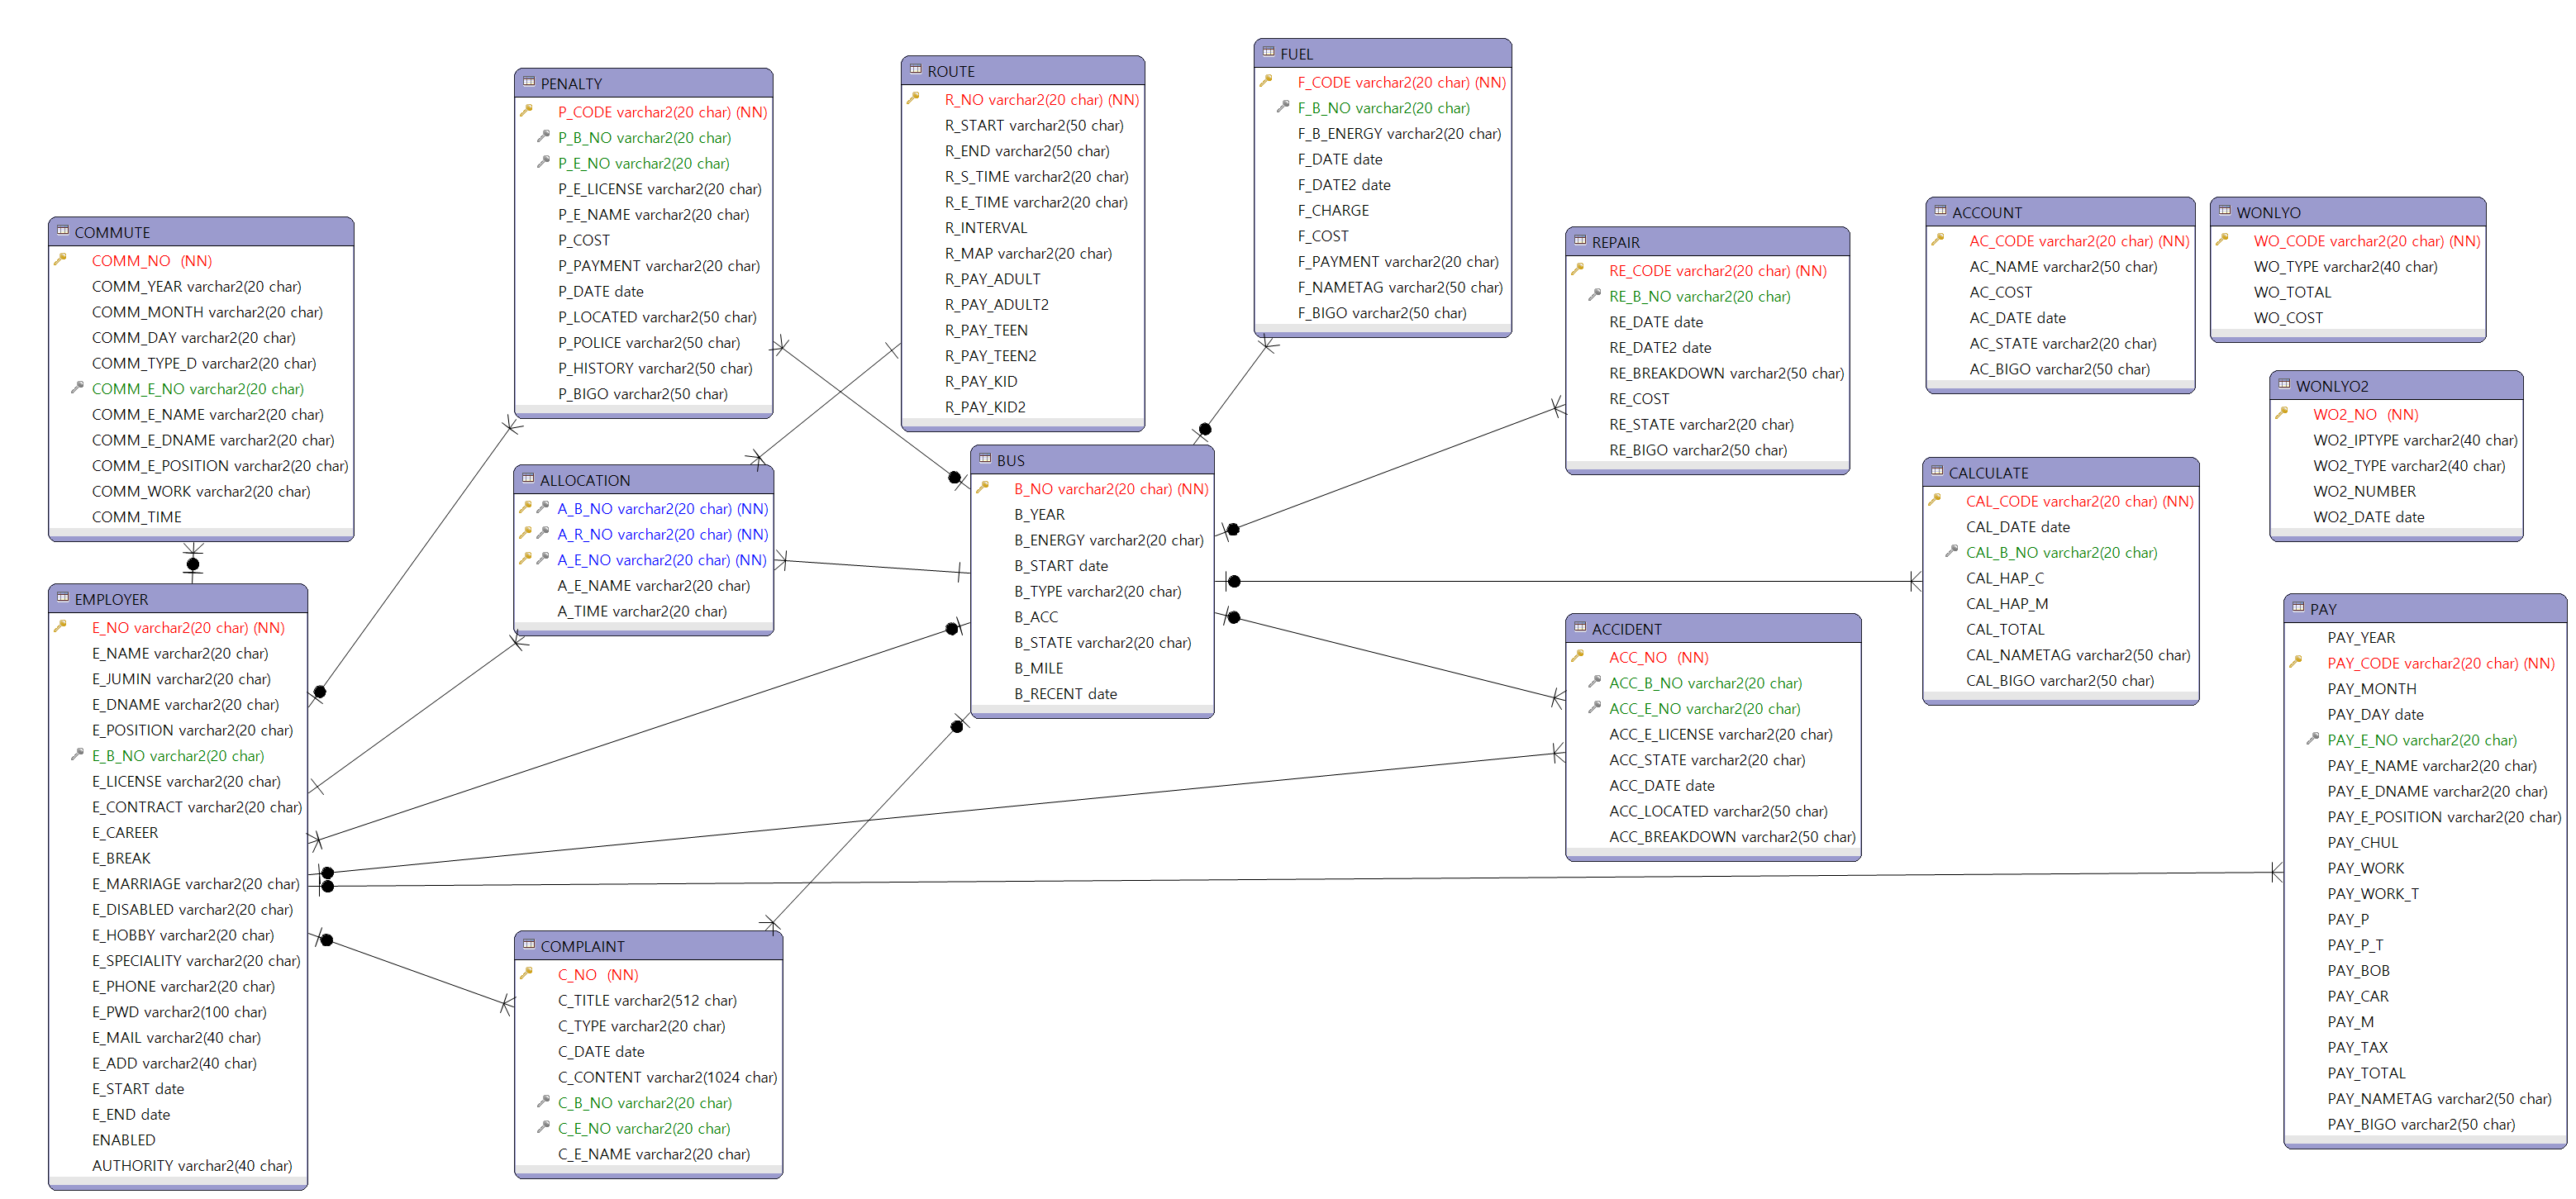 COMMUTE
COMM_NO (NN)
COMM_YEAR varchar2(20 char)
COMM_MONTH varchar2(20 char)
COMM_DAY varchar2(20 char)
COMM_TYPE_D varchar2(20 char)
COMM_E_NO varchar2(20 char)
COMM_E_NAME varchar2(20 char)
COMM_E_DNAME varchar2(20 char)
COMM_E_POSITION varchar2(20 char)
COMM_WORK varchar2(20 char)
COMM_TIME
EMPLOYER
E_NO varchar2(20 char) (NN)
E_NAME varchar2(20 char)
E_JUMIN varchar2(20 char)
E_DNAME varchar2(20 char)
E_POSITION varchar2(20 char)
E_B_NO varchar2(20 char)
E_LICENSE varchar2(20 char)
E_CONTRACT varchar2(20 char)
E_CAREER
E_BREAK
E_MARRIAGE varchar2(20 char)
E_DISABLED varchar2(20 char)
E_HOBBY varchar2(20 char)
E_SPECIALITY varchar2(20 char)
E_PHONE varchar2(20 char)
E_PWD varchar2(100 char)
E_MAIL varchar2(40 char)
E_ADD varchar2(40 char)
E_START date
E_END date
ENABLED
AUTHORITY varchar2(40 char)
PENALTY
P_CODE varchar2(20 char) (NN)
P_B_NO varchar2(20 char)
P_E_NO varchar2(20 char)
P_E_LICENSE varchar2(20 char)
P_E_NAME varchar2(20 char)
P_COST
P_PAYMENT varchar2(20 char)
P_DATE date
P_LOCATED varchar2(50 char)
P_POLICE varchar2(50 char)
P_HISTORY varchar2(50 char)
P_BIGO varchar2(50 char)
ALLOCATION
A_B_NO varchar2(20 char) (NN)
A_R_NO varchar2(20 char) (NN)
A_E_NO varchar2(20 char) (NN)
A_E_NAME varchar2(20 char)
A_TIME varchar2(20 char)
COMPLAINT
C_NO (NN)
C_TITLE varchar2(512 char)
C_TYPE varchar2(20 char)
C_DATE date
C_CONTENT varchar2(1024 char)
C_B_NO varchar2(20 char)
C_E_NO varchar2(20 char)
C_E_NAME varchar2(20 char)
ROUTE
R_NO varchar2(20 char) (NN)
R_START varchar2(50 char)
R_END varchar2(50 char)
R_S_TIME varchar2(20 char)
R_E_TIME varchar2(20 char)
R_INTERVAL
R_MAP varchar2(20 char)
R_PAY_ADULT
R_PAY_ADULT2
R_PAY_TEEN
R_PAY_TEEN2
R_PAY_KID
R_PAY_KID2
BUS
B_NO varchar2(20 char) (NN)
B_YEAR
B_ENERGY varchar2(20 char)
B_START date
B_TYPE varchar2(20 char)
B_ACC
B_STATE varchar2(20 char)
B_MILE
B_RECENT date
FUEL
F_CODE varchar2(20 char) (NN)
F_B_NO varchar2(20 char)
F_B_ENERGY varchar2(20 char)
F_DATE date
F_DATE2 date
F_CHARGE
F_COST
F_PAYMENT varchar2(20 char)
F_NAMETAG varchar2(50 char)
F_BIGO varchar2(50 char)
REPAIR
RE_CODE varchar2(20 char) (NN)
RE_B_NO varchar2(20 char)
RE_DATE date
RE_DATE2 date
RE_BREAKDOWN varchar2(50 char)
RE_COST
RE_STATE varchar2(20 char)
RE_BIGO varchar2(50 char)
ACCIDENT
ACC_NO (NN)
ACC_B_NO varchar2(20 char)
ACC_E_NO varchar2(20 char)
ACC_E_LICENSE varchar2(20 char)
ACC_STATE varchar2(20 char)
ACC_DATE date
ACC_LOCATED varchar2(50 char)
ACC_BREAKDOWN varchar2(50 char)
ACCOUNT
AC_CODE varchar2(20 char) (NN)
AC_NAME varchar2(50 char)
AC_COST
AC_DATE date
AC_STATE varchar2(20 char)
AC_BIGO varchar2(50 char)
CALCULATE
CAL_CODE varchar2(20 char) (NN)
CAL_DATE date
CAL_B_NO varchar2(20 char)
CAL_HAP_C
CAL_HAP_M
CAL_TOTAL
CAL_NAMETAG varchar2(50 char)
CAL_BIGO varchar2(50 char)
WONLYO
WO_CODE varchar2(20 char) (NN)
WO_TYPE varchar2(40 char)
WO_TOTAL
WO_COST
WONLYO2
WO2_NO (NN)
WO2_IPTYPE varchar2(40 char)
WO2_TYPE varchar2(40 char)
WO2_NUMBER
WO2_DATE date
PAY
PAY_YEAR
PAY_CODE varchar2(20 char) (NN)
PAY_MONTH
PAY_DAY date
PAY_E_NO varchar2(20 char)
PAY_E_NAME varchar2(20 char)
PAY_E_DNAME varchar2(20 char)
PAY_E_POSITION varchar2(20 char)
PAY_CHUL
PAY_WORK
PAY_WORK_T
PAY_P
PAY_P_T
PAY_BOB
PAY_CAR
PAY_M
PAY_TAX
PAY_TOTAL
PAY_NAMETAG varchar2(50 char)
PAY_BIGO varchar2(50 char)